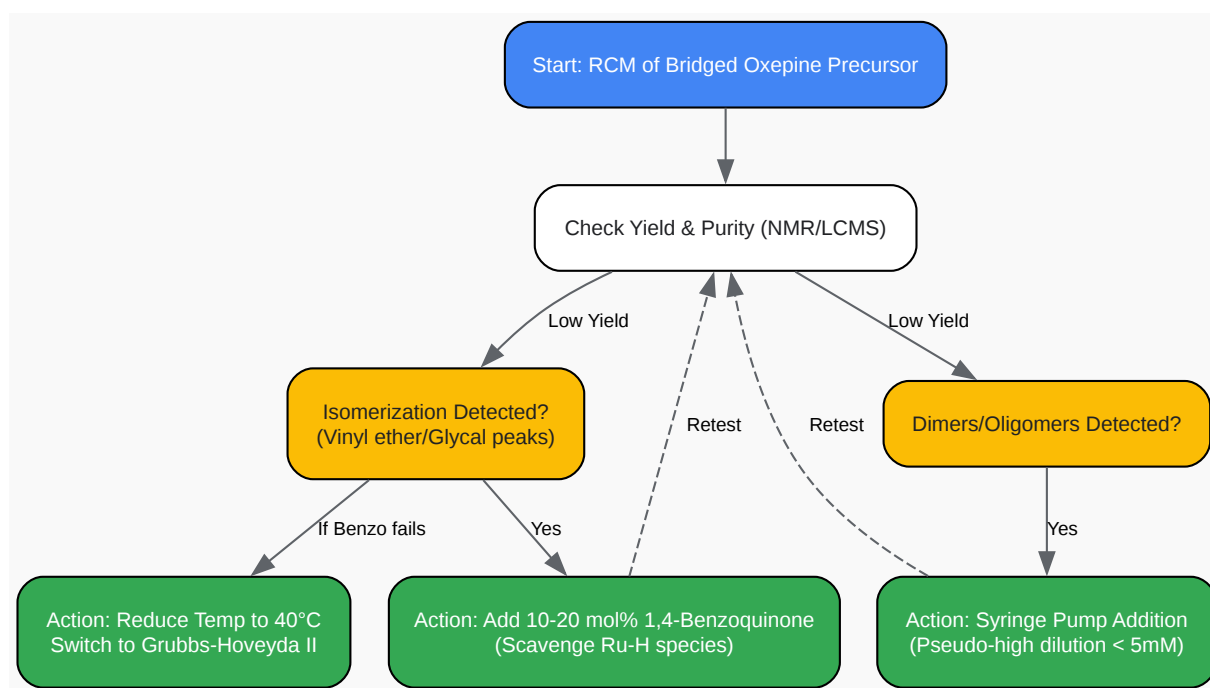 Start: RCM of Bridged Oxepine Precursor
Check Yield & Purity (NMR/LCMS)
Low Yield
Low Yield
Isomerization Detected?
(Vinyl ether/Glycal peaks)
Retest
Retest
Dimers/Oligomers Detected?
If Benzo fails
Yes
Yes
Action: Reduce Temp to 40°C
Switch to Grubbs-Hoveyda II
Action: Add 10-20 mol% 1,4-Benzoquinone
(Scavenge Ru-H species)
Action: Syringe Pump Addition
(Pseudo-high dilution < 5mM)